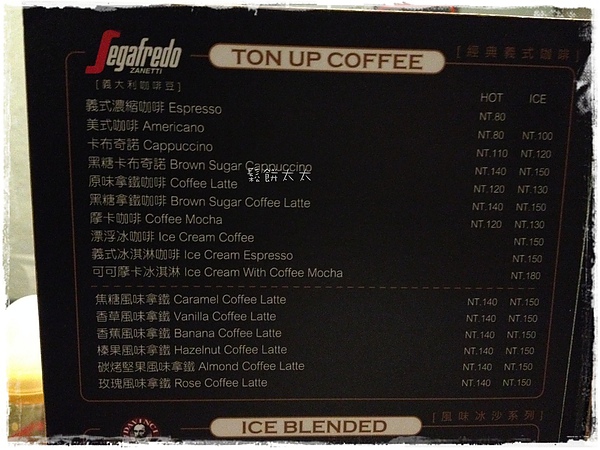 Segafredo
ZANETTI
TON UP COFFEE
[經典義式咖啡]
[義大利咖啡豆]
HOT ICE
義式濃縮咖啡 Espresso NT.80
美式咖啡 Americano NT.80 NT.100
卡布奇諾 Cappuccino NT.110 NT.120
黑糖卡布奇諾 Brown Sugar Cappuccino NT.140 NT.150
鬆餅太太
原味拿鐵咖啡 Coffee Latte NT.120 NT.130
黑糖拿鐵咖啡 Brown Sugar Coffee Latte NT.140 NT.150
摩卡咖啡 Coffee Mocha NT.120 NT.130
漂浮冰咖啡 Ice Cream Coffee NT.150
義式冰淇淋咖啡 Ice Cream Espresso NT.150
可可摩卡冰淇淋 Ice Cream With Coffee Mocha NT.180
焦糖風味拿鐵 Caramel Coffee Latte NT.140 NT.150
香草風味拿鐵 Vanilla Coffee Latte NT.140 NT.150
香蕉風味拿鐵 Banana Coffee Latte NT.140 NT.150
榛果風味拿鐵 Hazelnut Coffee Latte NT.140 NT.150
碳烤堅果風味拿鐵 Almond Coffee Latte NT.140 NT.150
玫瑰風味拿鐵 Rose Coffee Latte NT.140 NT.150
[風味冰沙系列]
DAVINCI
ICE BLENDED